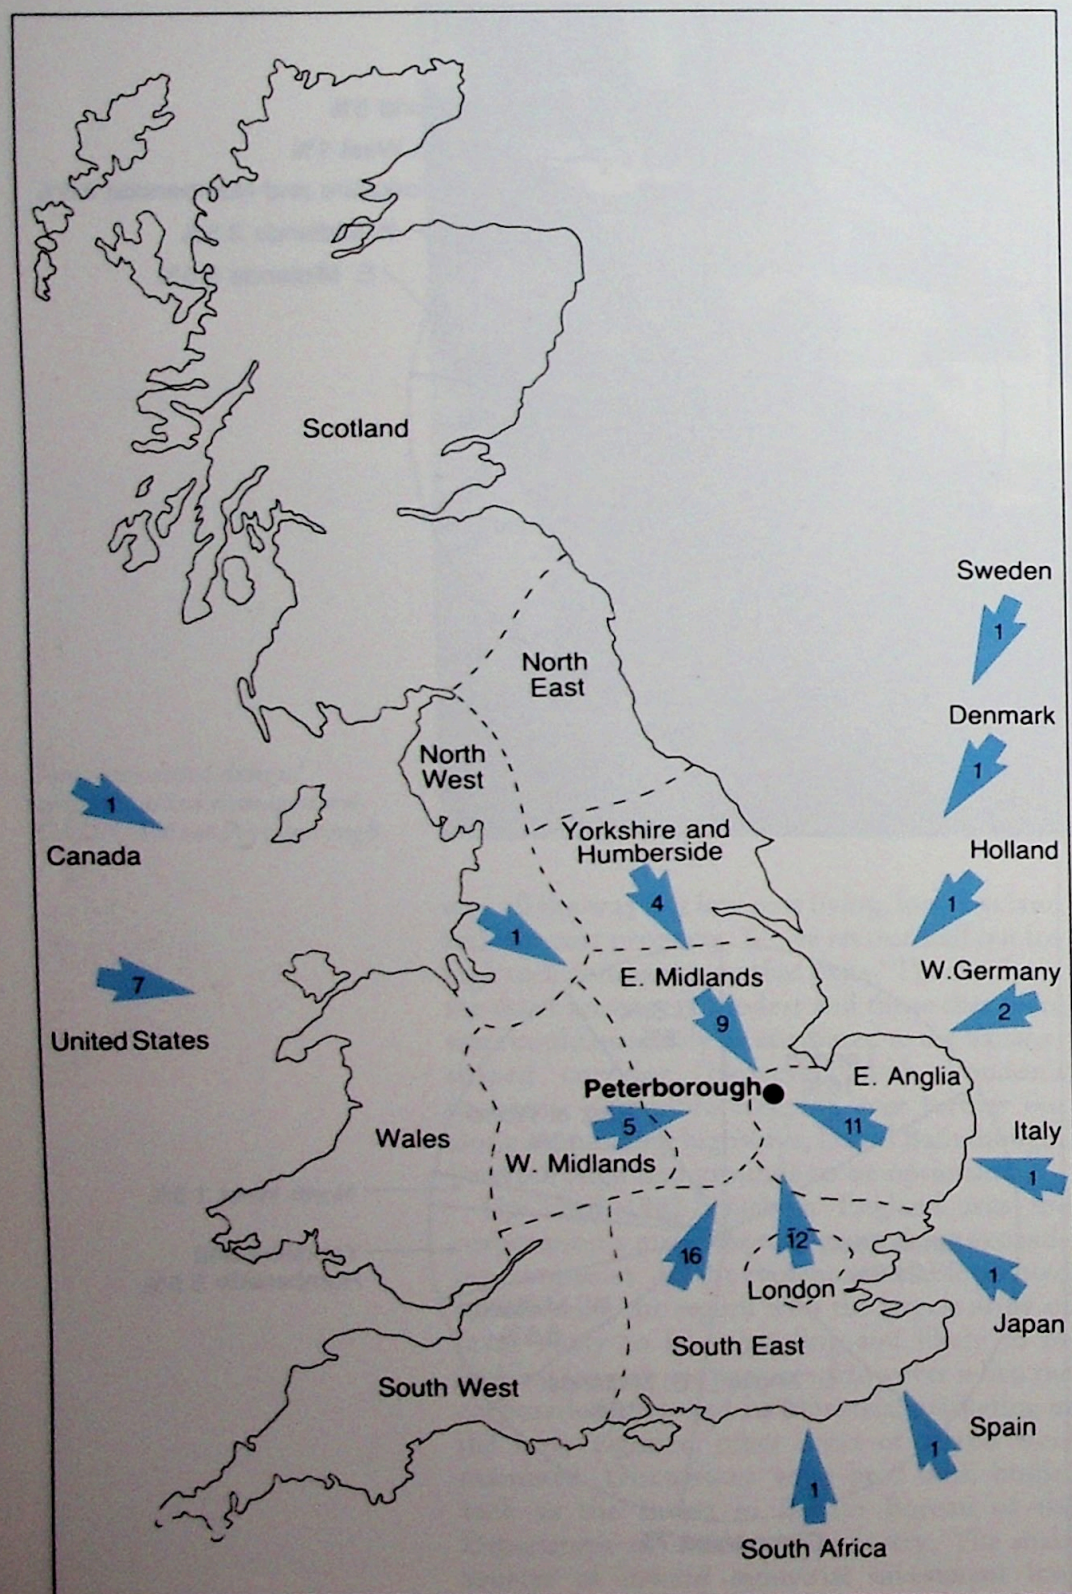 Scotland
Sweden
1
North
East
Denmark
1
North
West
1
Canada
Yorkshire and
Humberside
4
Holland
1
1
E. Midlands
9
W.Germany
2
7
United States
Peterborough
E. Anglia
11
5
W. Midlands
Wales
Italy
1
16
12
London
1
Japan
South East
South West
Spain
1
1
South Africa